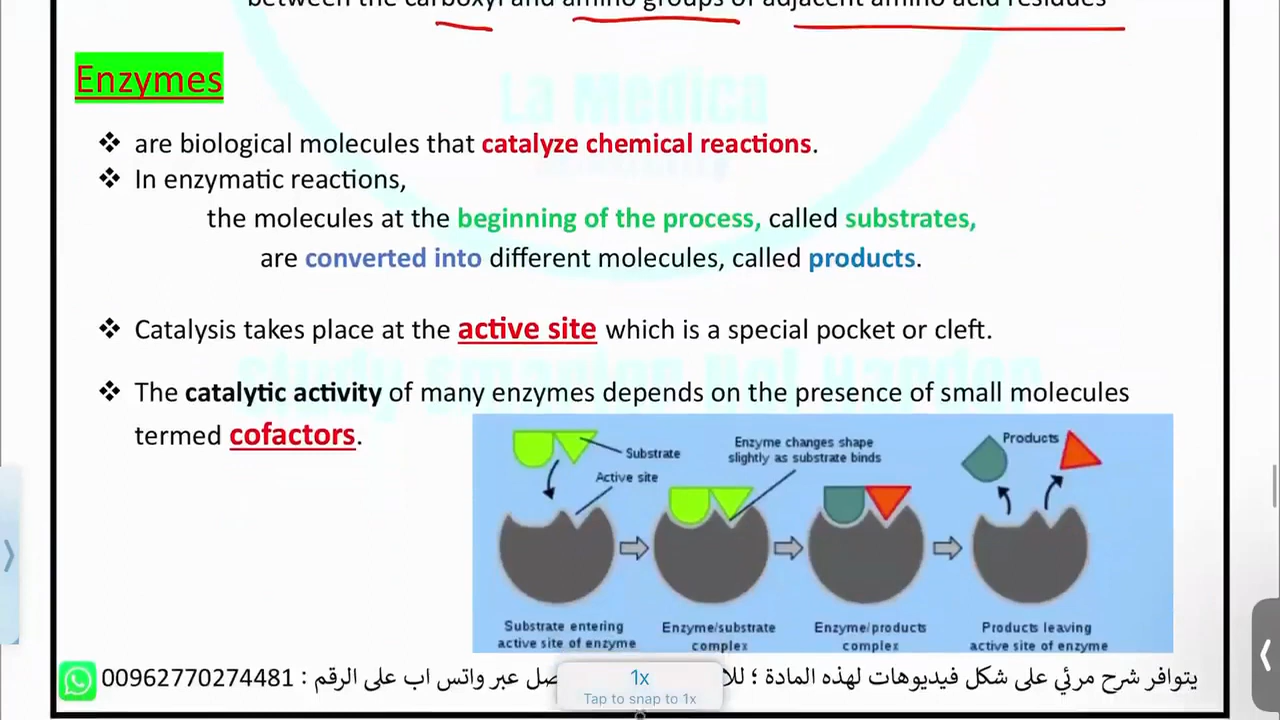 between the carboxyl and amino groups of adjacent amino acid residues
La Medica
Enzymes
❖ are biological molecules that catalyze chemical reactions.
❖ In enzymatic reactions,
the molecules at the beginning of the process, called substrates,
are converted into different molecules, called products.
❖ Catalysis takes place at the active site which is a special pocket or cleft.
❖ The catalytic activity of many enzymes depends on the presence of small molecules
termed cofactors.
Substrate
Active site
Enzyme changes shape
slightly as substrate binds
Products
Substrate entering
active site of enzyme
Enzyme/substrate
complex
Enzyme/products
complex
Products leaving
active site of enzyme
يتوافر شرح مرئي على شكل فيديوهات لهذه المادة ؛ عبر واتس اب على الرقم : 00962770274481
1x
Tap to snap to 1x